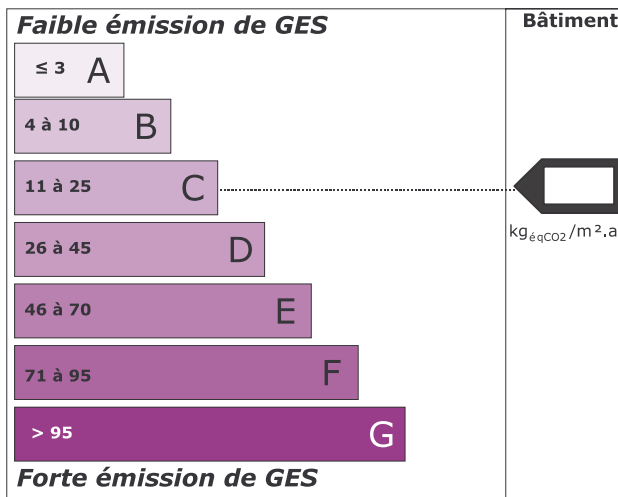 Faible émission de GES
Bâtiment
≤ 3 A
4 à 10 B
11 à 25 C
kgéqCO2/m².a
26 à 45 D
46 à 70 E
71 à 95 F
> 95 G
Forte émission de GES